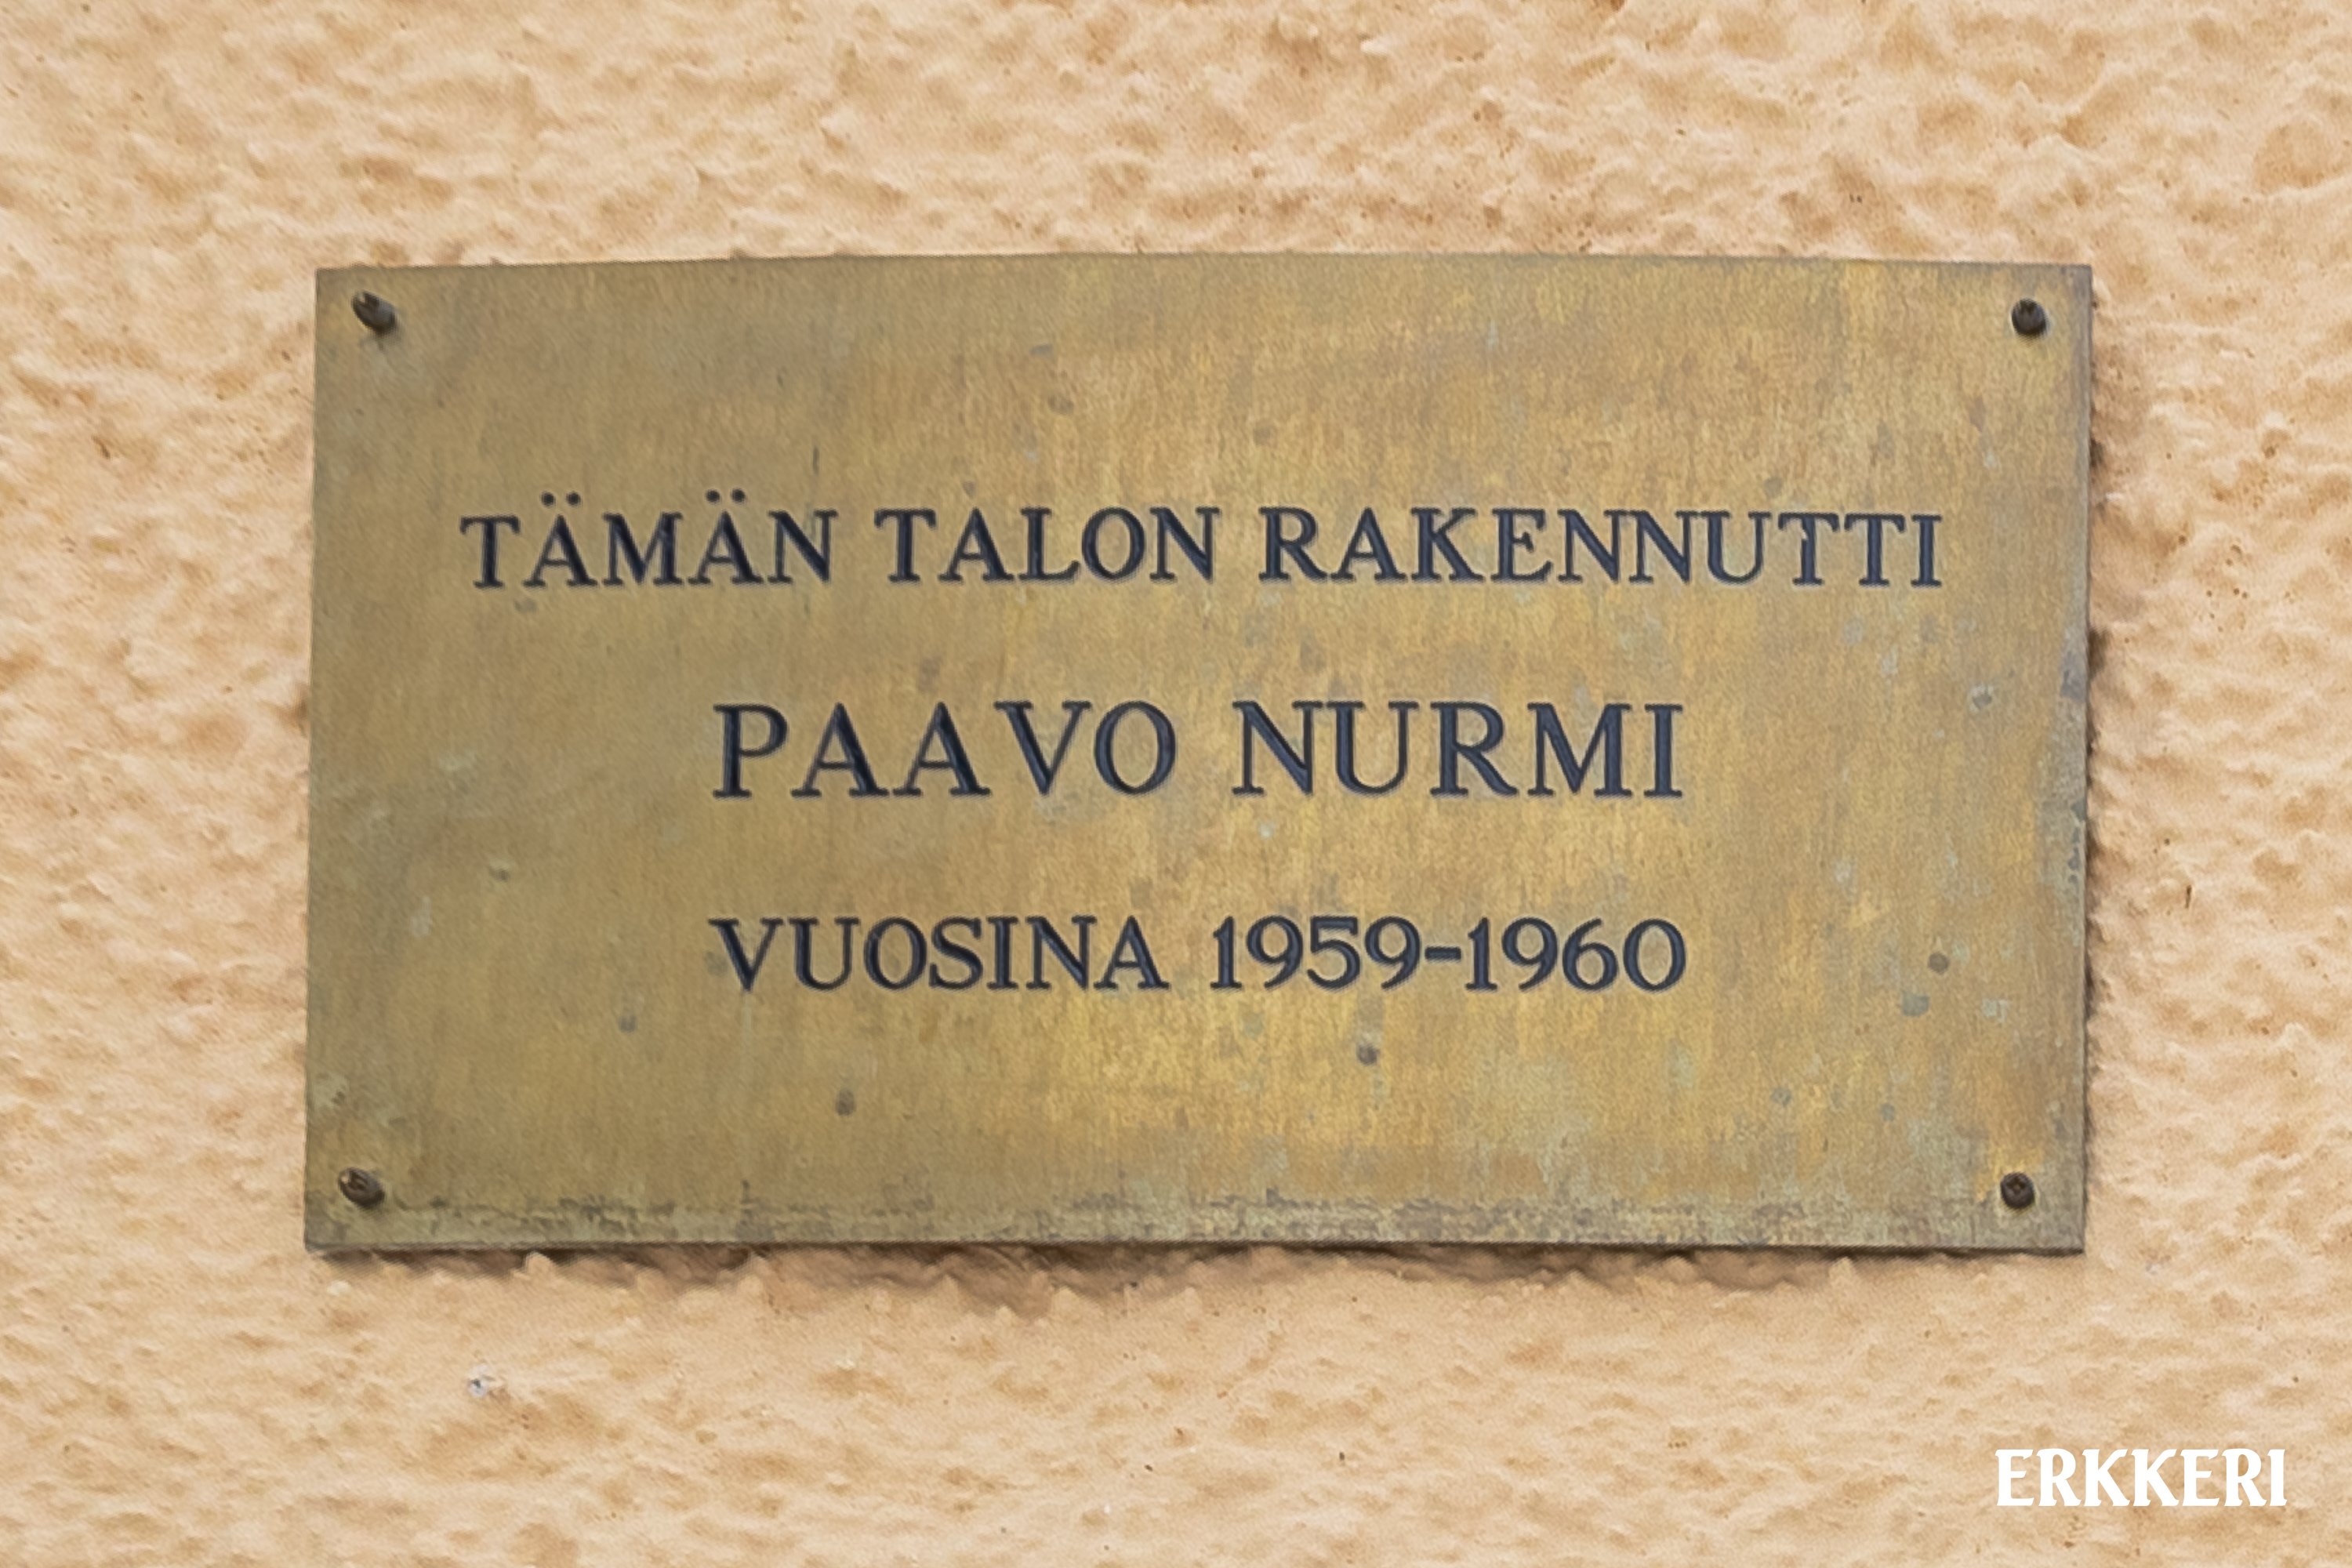 TÄMÄN TALON RAKENNUTTI
PAAVO NURMI
VUOSINA 1959-1960
ERKKERI